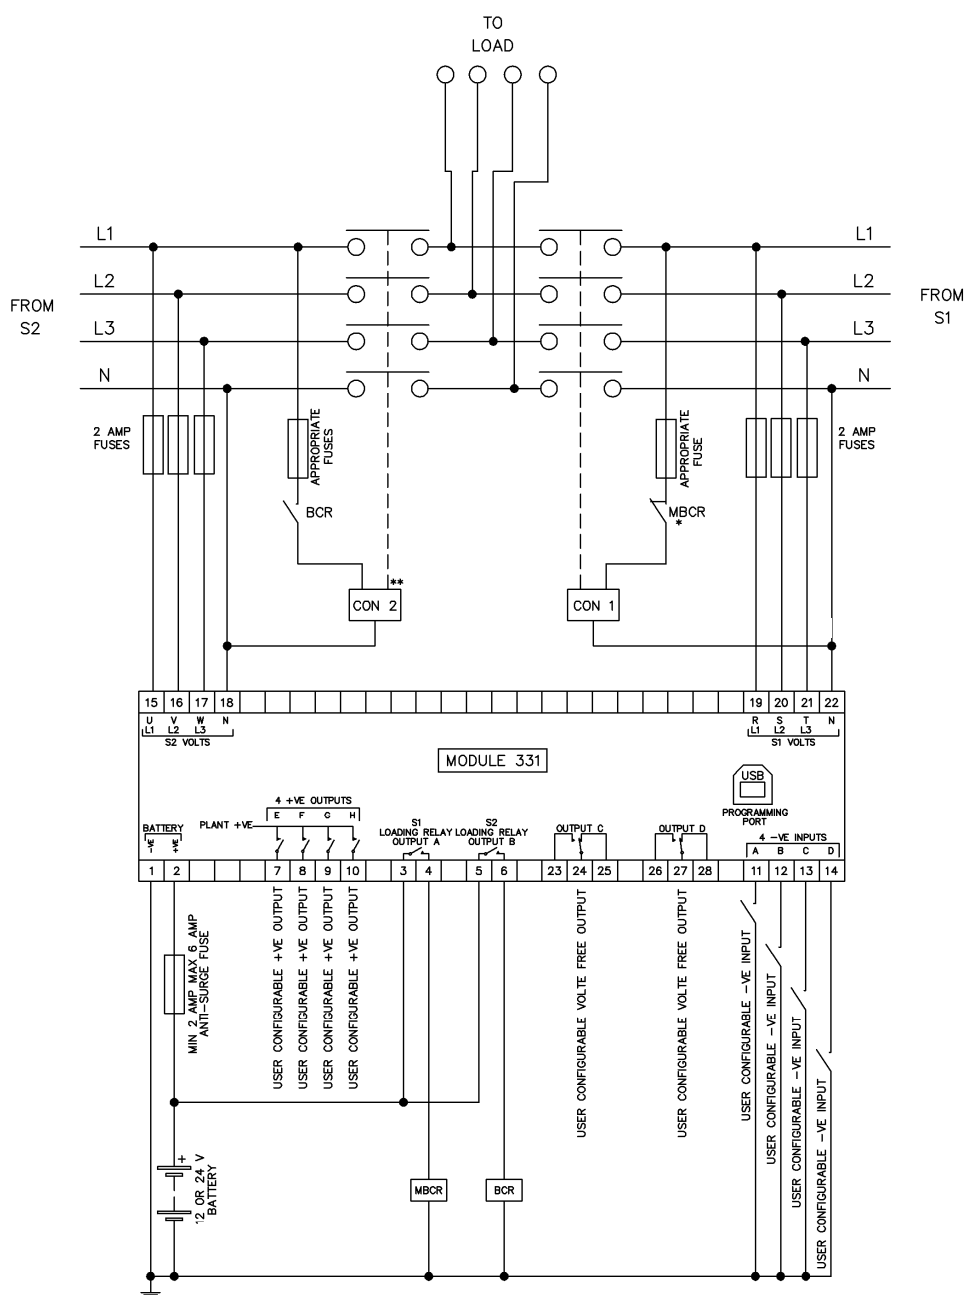 TO
LOAD
L1
L1
L2
L2
FROM
S2
FROM
S1
L3
L3
N
N
2 AMP
FUSES
APPROPRIATE
FUSES
APPROPRIATE
FUSE
2 AMP
FUSES
BCR
MBCR
*
**
CON 2
CON 1
15 16 17 18
19 20 21 22
U V W N
L1 L2 L3
S2 VOLTS
R S T N
L1 L2 L3
S1 VOLTS
MODULE 331
USB
PROGRAMMING
PORT
4 +VE OUTPUTS
E F G H
PLANT +VE
BATTERY
-VE
+VE
S1
LOADING RELAY
OUTPUT A
S2
LOADING RELAY
OUTPUT B
OUTPUT C
OUTPUT D
4 -VE INPUTS
A B C D
1 2 7 8 9 10 3 4 5 6 23 24 25 26 27 28 11 12 13 14
MIN 2 AMP MAX 6 AMP
ANTI-SURGE FUSE
USER CONFIGURABLE +VE OUTPUT
USER CONFIGURABLE +VE OUTPUT
USER CONFIGURABLE +VE OUTPUT
USER CONFIGURABLE +VE OUTPUT
USER CONFIGURABLE VOLTE FREE OUTPUT
USER CONFIGURABLE VOLTE FREE OUTPUT
USER CONFIGURABLE -VE INPUT
USER CONFIGURABLE -VE INPUT
USER CONFIGURABLE -VE INPUT
USER CONFIGURABLE -VE INPUT
+
12 OR 24 V
BATTERY
MBCR
BCR